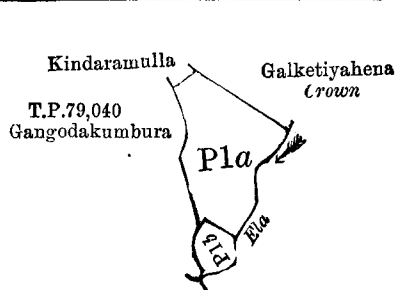 Kindaramulla
Galketiyahena
Crown
T.P.79,040
Gangodakumbura
P1a
Ela
P1b